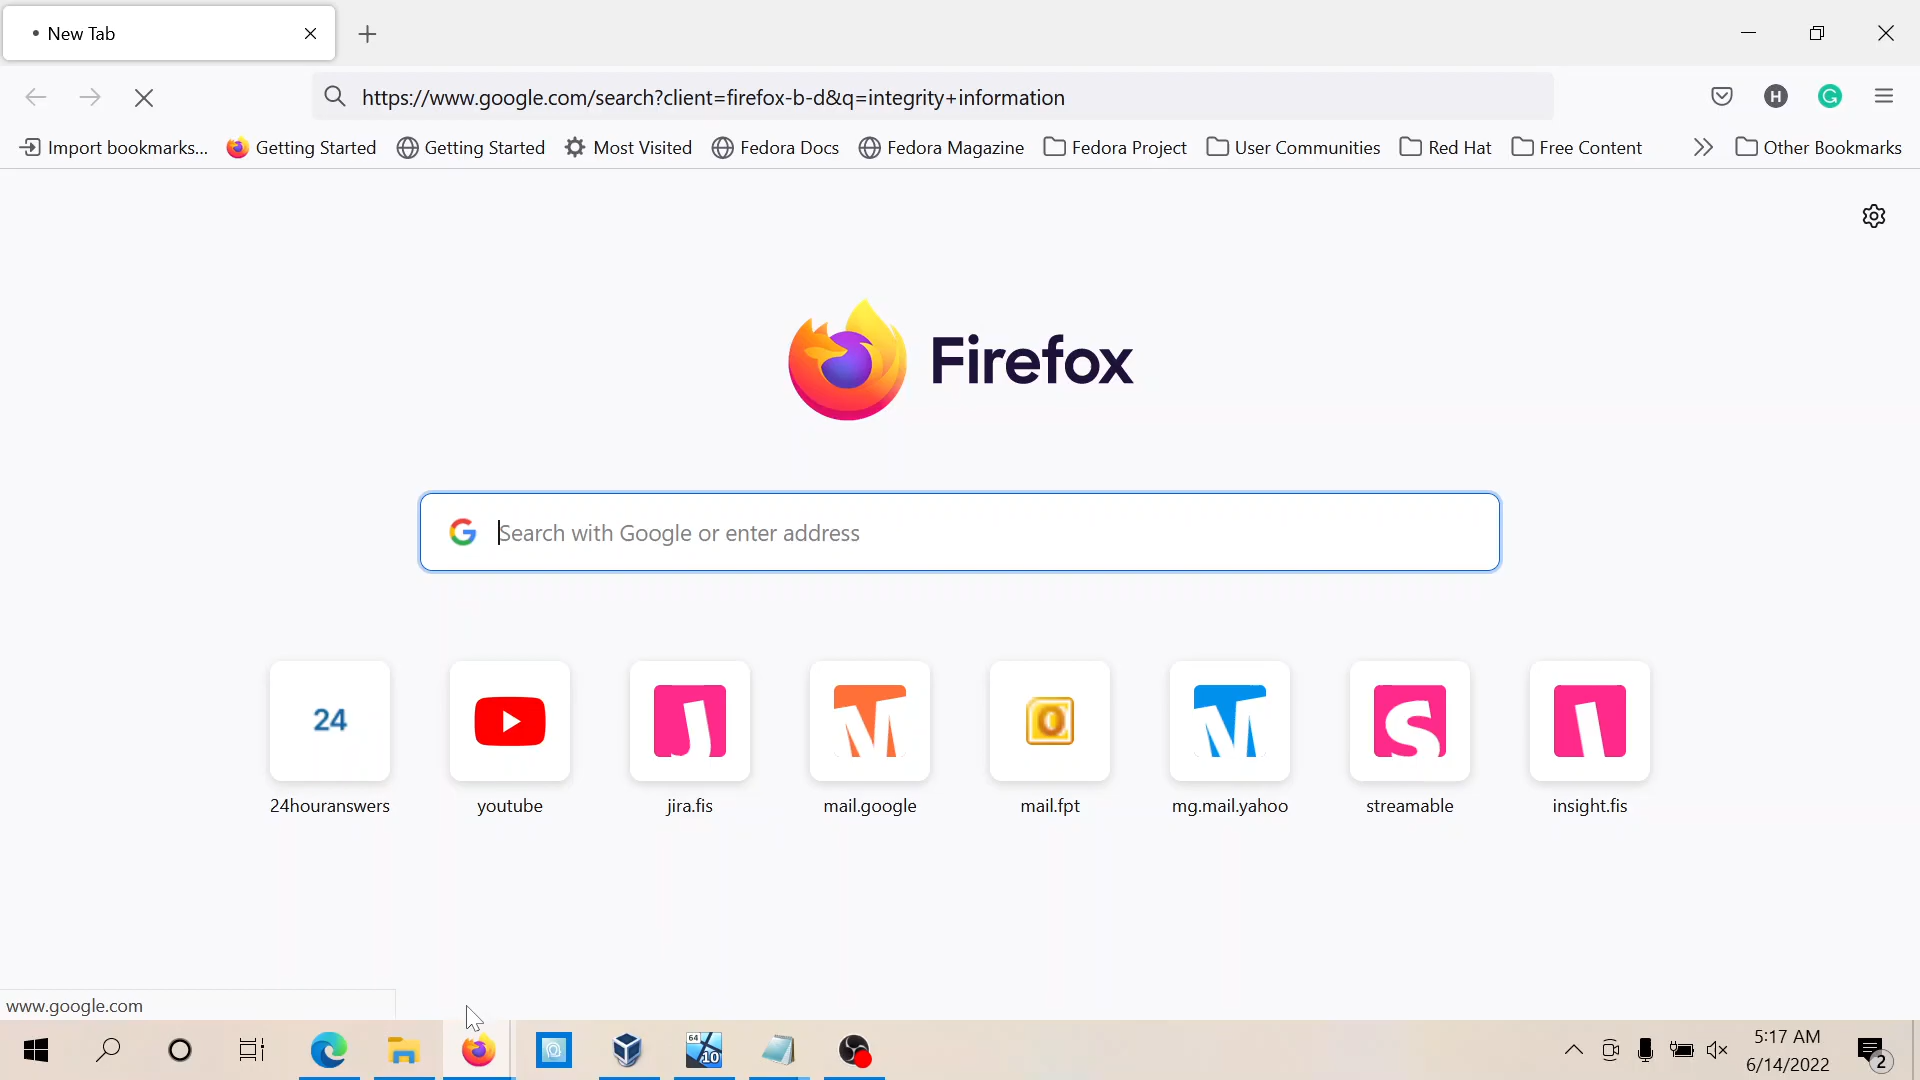 New Tab
https://www.google.com/search?client=firefox-b-d&q=integrity+information
H
G
Import bookmarks... Getting Started Getting Started Most Visited Fedora Docs Fedora Magazine Fedora Project User Communities Red Hat Free Content Other Bookmarks
Firefox
G Search with Google or enter address
24 J M O M S I
24houranswers youtube jira.fis mail.google mail.fpt mg.mail.yahoo streamable insight.fis
www.google.com
64
10
5:17 AM
6/14/2022
2